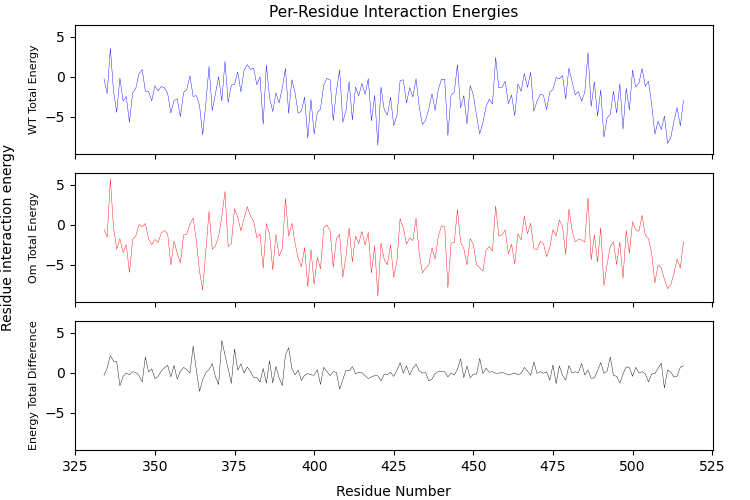 Per-Residue Interaction Energies
Residue interaction energy
WT Total Energy
5
0
−5
Om Total Energy
5
0
−5
Energy Total Difference
5
0
−5
325 350 375 400 425 450 475 500 525
Residue Number